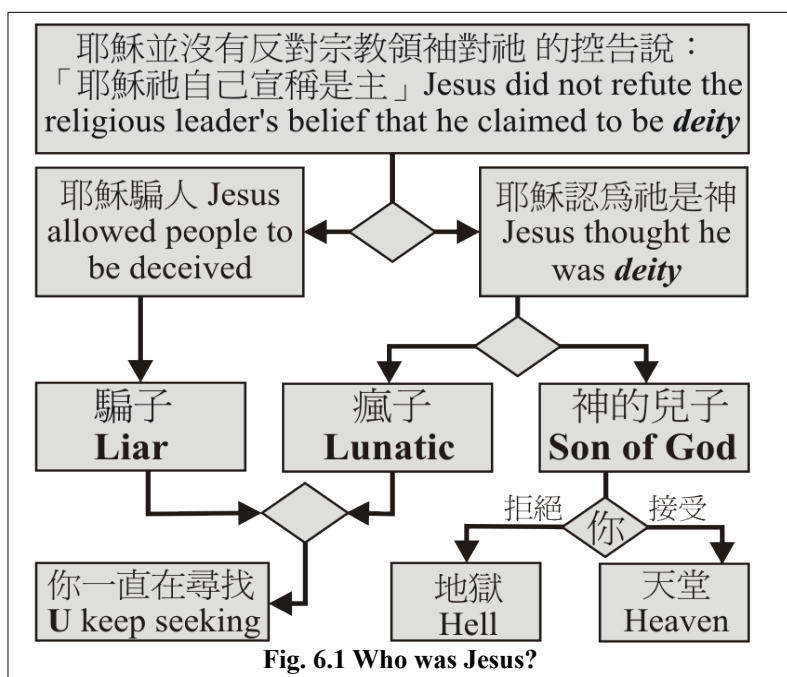 耶穌並沒有反對宗教領袖對祂 的控告說：
「耶穌祂自己宣稱是主」Jesus did not refute the
religious leader's belief that he claimed to be deity
耶穌騙人 Jesus
allowed people to
be deceived
耶穌認爲祂是神
Jesus thought he
was deity
騙子
Liar
瘋子
Lunatic
神的兒子
Son of God
拒絕
你
接受
你一直在尋找
U keep seeking
地獄
Hell
天堂
Heaven
Fig. 6.1 Who was Jesus?